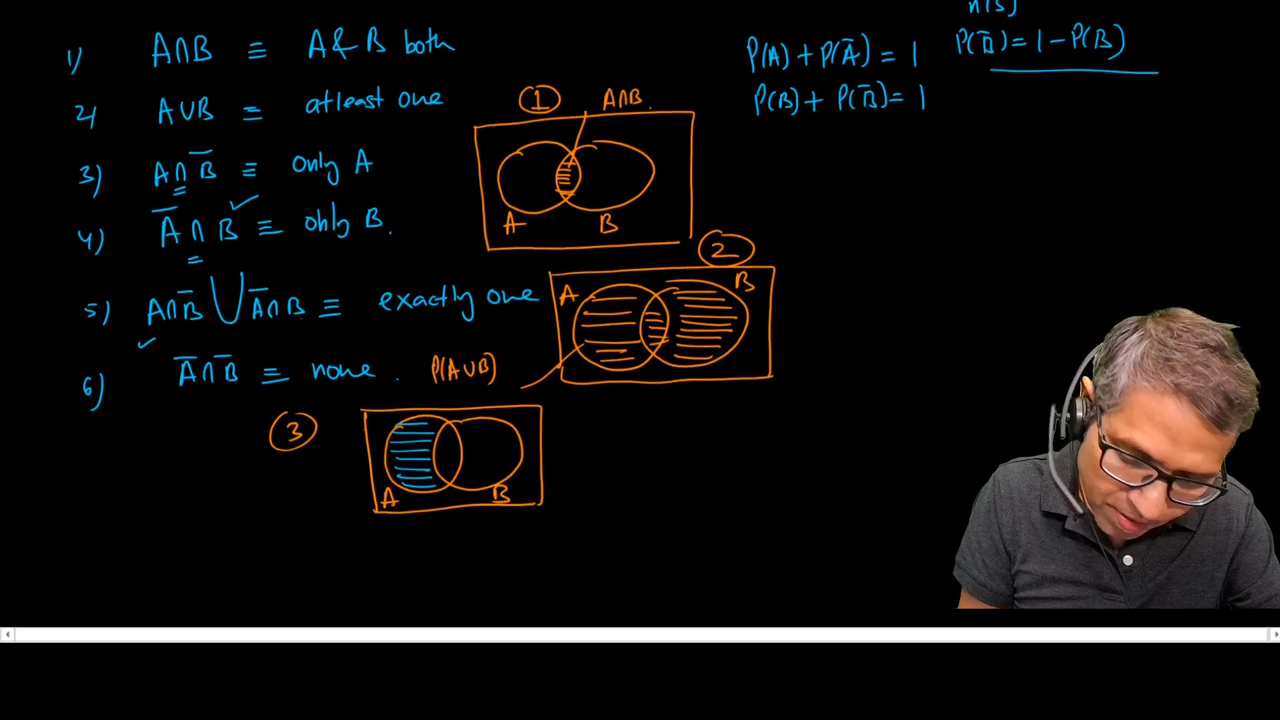 1) A∩B ≡ A & B both
2) A∪B ≡ atleast one
3) A∩B̅ ≡ only A
4) A̅∩B ≡ only B.
5) A∩B̅ ∪ A̅∩B ≡ exactly one
6) A̅∩B̅ ≡ none.
n(S)
P(B̅) = 1 - P(B)
P(A) + P(A̅) = 1
P(B) + P(B̅) = 1
1 A∩B.
A B
2
A B
P(A∪B)
3
A B